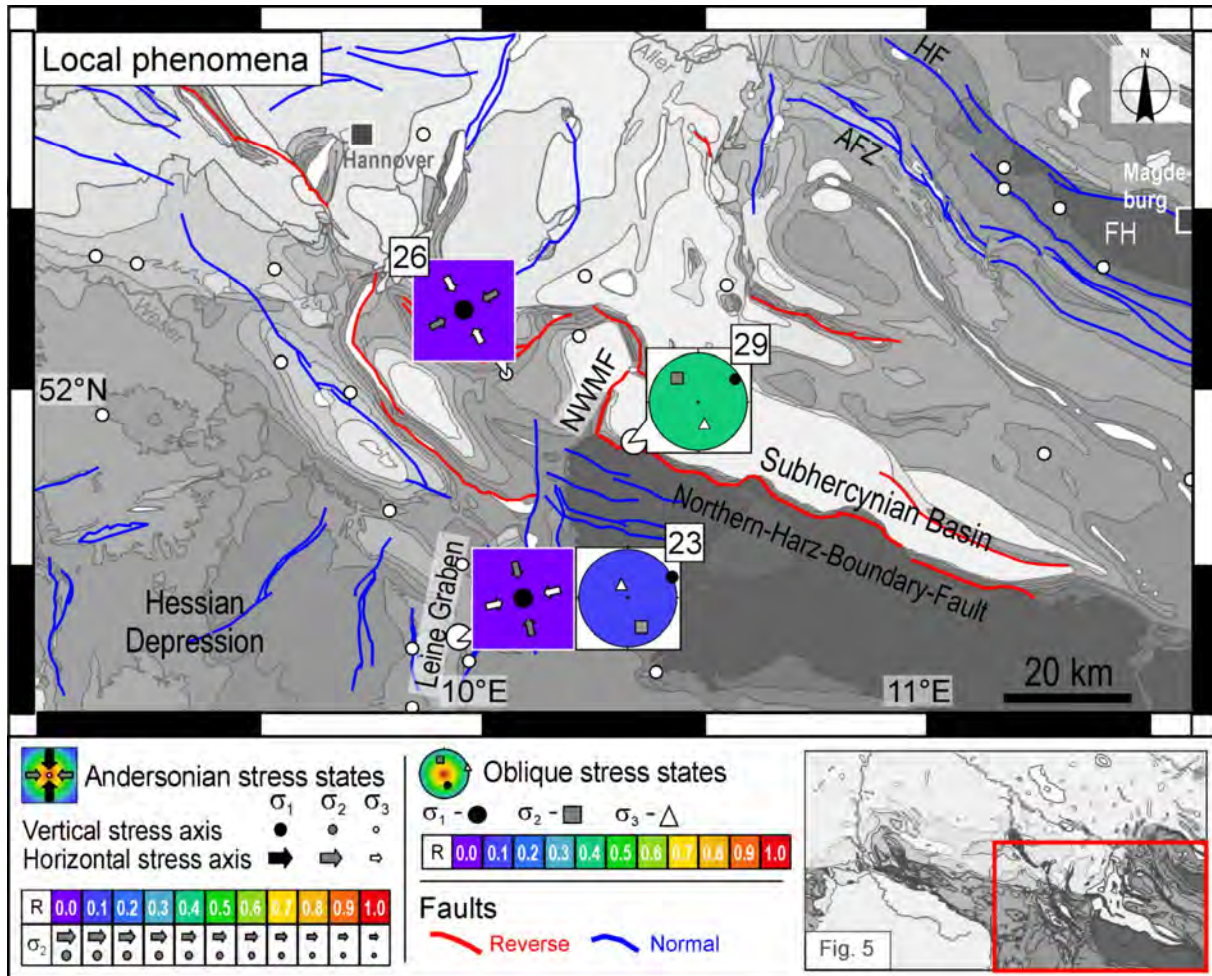 Local phenomena
Aller
HF
N
Hannover
AFZ
Magde-
burg
FH
26
Weser
29
52°N
NWMF
Subhercynian Basin
Northern-Harz-Boundary-Fault
23
Hessian
Depression
Leine Graben
10°E
11°E
20 km
Andersonian stress states
σ1 σ2 σ3
Vertical stress axis
Horizontal stress axis
R 0.0 0.1 0.2 0.3 0.4 0.5 0.6 0.7 0.8 0.9 1.0
σ2
Oblique stress states
σ1 - σ2 - σ3 -
R 0.0 0.1 0.2 0.3 0.4 0.5 0.6 0.7 0.8 0.9 1.0
Faults
Reverse Normal
Fig. 5